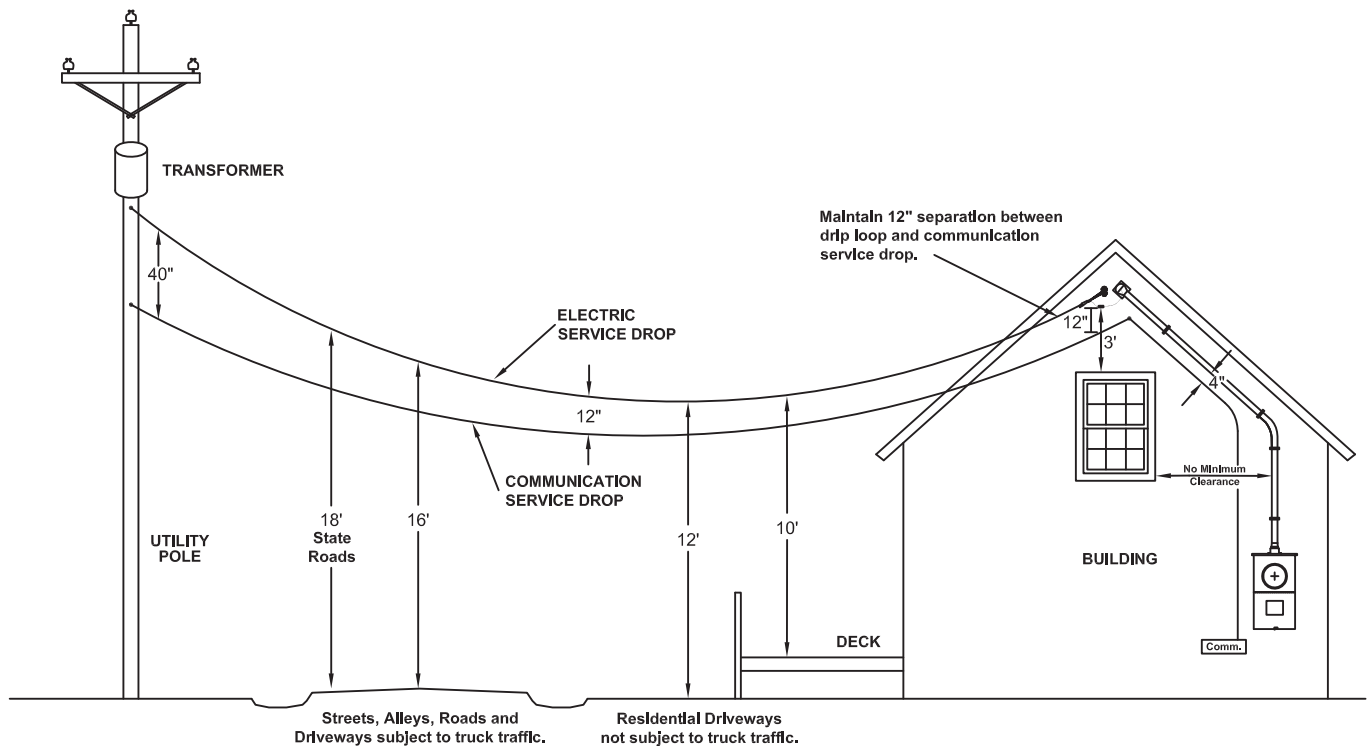 TRANSFORMER
40"
Maintain 12" separation between
drip loop and communication
service drop.
ELECTRIC
SERVICE DROP
12"
3'
4"
12"
COMMUNICATION
SERVICE DROP
No Minimum
Clearance
18'
State
Roads
16'
12'
10'
UTILITY
POLE
BUILDING
DECK
Comm.
Streets, Alleys, Roads and
Driveways subject to truck traffic.
Residential Driveways
not subject to truck traffic.